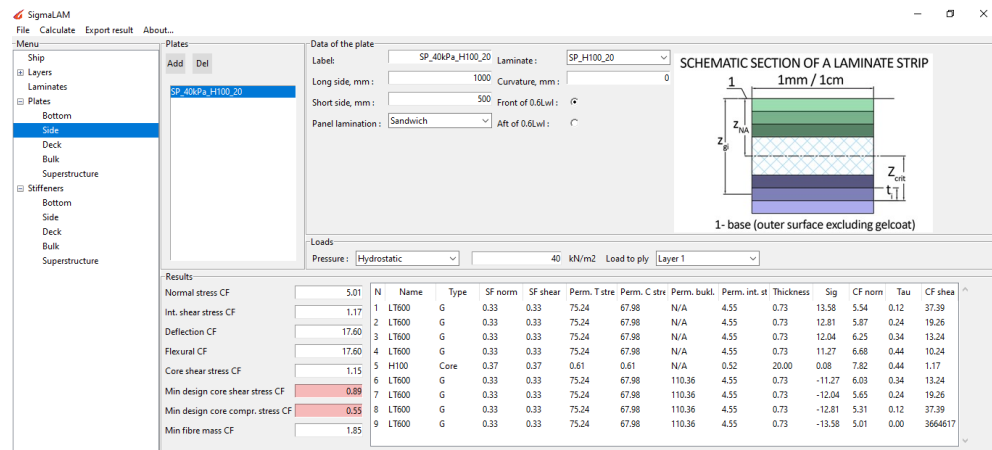 SigmaLAM
File Calculate Export result About...
Menu
Ship
Layers
Laminates
Plates
Bottom
Side
Deck
Bulk
Superstructure
Stiffeners
Bottom
Side
Deck
Bulk
Superstructure
Plates
Add Del
SP_40kPa_H100_20
Data of the plate
Label: SP_40kPa_H100_20 Laminate : SP_H100_20
Long side, mm : 1000 Curvature, mm : 0
Short side, mm : 500 Front of 0.6Lwl :
Panel lamination : Sandwich Aft of 0.6Lwl :
SCHEMATIC SECTION OF A LAMINATE STRIP
1 1mm / 1cm
zNA
zBi
Zcrit
ti
1- base (outer surface excluding gelcoat)
Loads
Pressure : Hydrostatic 40 kN/m2 Load to ply Layer 1
Results
Normal stress CF 5.01
Int. shear stress CF 1.17
Deflection CF 17.60
Flexural CF 17.60
Core shear stress CF 1.15
Min design core shear stress CF 0.89
Min design core compr. stress CF 0.55
Min fibre mass CF 1.85
N Name Type SF norm SF shear Perm. T stre Perm. C stre Perm. bukl. Perm. int. st Thickness Sig CF norm Tau CF shea
1 LT600 G 0.33 0.33 75.24 67.98 N/A 4.55 0.73 13.58 5.54 0.12 37.39
2 LT600 G 0.33 0.33 75.24 67.98 N/A 4.55 0.73 12.81 5.87 0.24 19.26
3 LT600 G 0.33 0.33 75.24 67.98 N/A 4.55 0.73 12.04 6.25 0.34 13.24
4 LT600 G 0.33 0.33 75.24 67.98 N/A 4.55 0.73 11.27 6.68 0.44 10.24
5 H100 Core 0.37 0.37 0.61 0.61 N/A 0.52 20.00 0.08 7.82 0.44 1.17
6 LT600 G 0.33 0.33 75.24 67.98 110.36 4.55 0.73 -11.27 6.03 0.34 13.24
7 LT600 G 0.33 0.33 75.24 67.98 110.36 4.55 0.73 -12.04 5.65 0.24 19.26
8 LT600 G 0.33 0.33 75.24 67.98 110.36 4.55 0.73 -12.81 5.31 0.12 37.39
9 LT600 G 0.33 0.33 75.24 67.98 110.36 4.55 0.73 -13.58 5.01 0.00 3664617